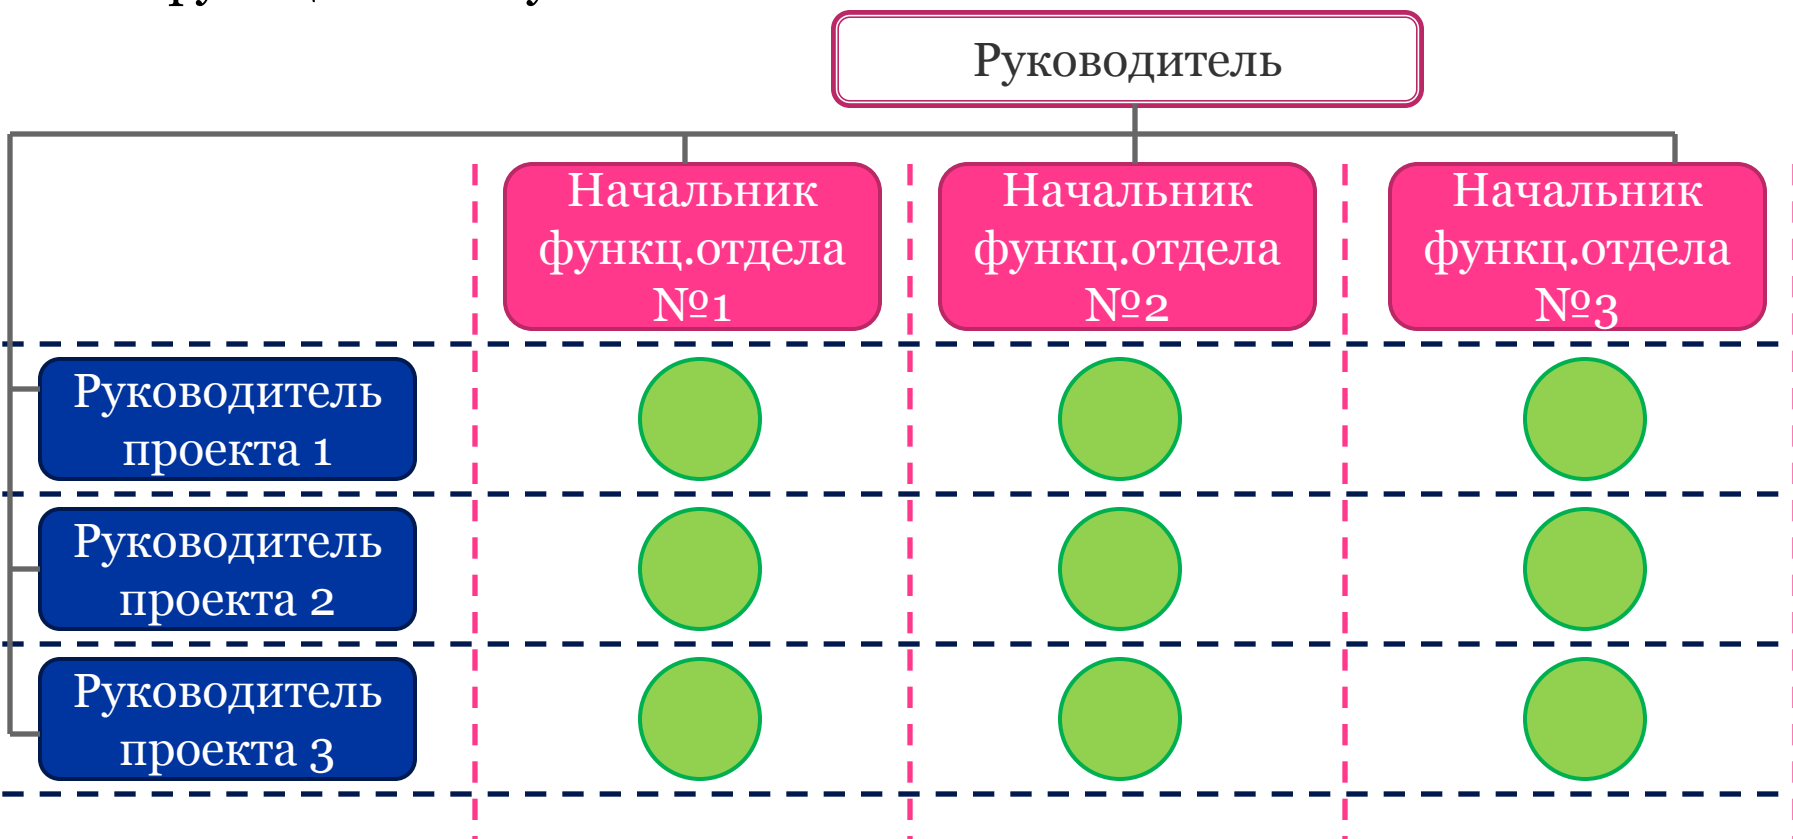 Руководитель
Начальник
функц.отдела
№1
Начальник
функц.отдела
№2
Начальник
функц.отдела
№3
Руководитель
проекта 1
Руководитель
проекта 2
Руководитель
проекта 3